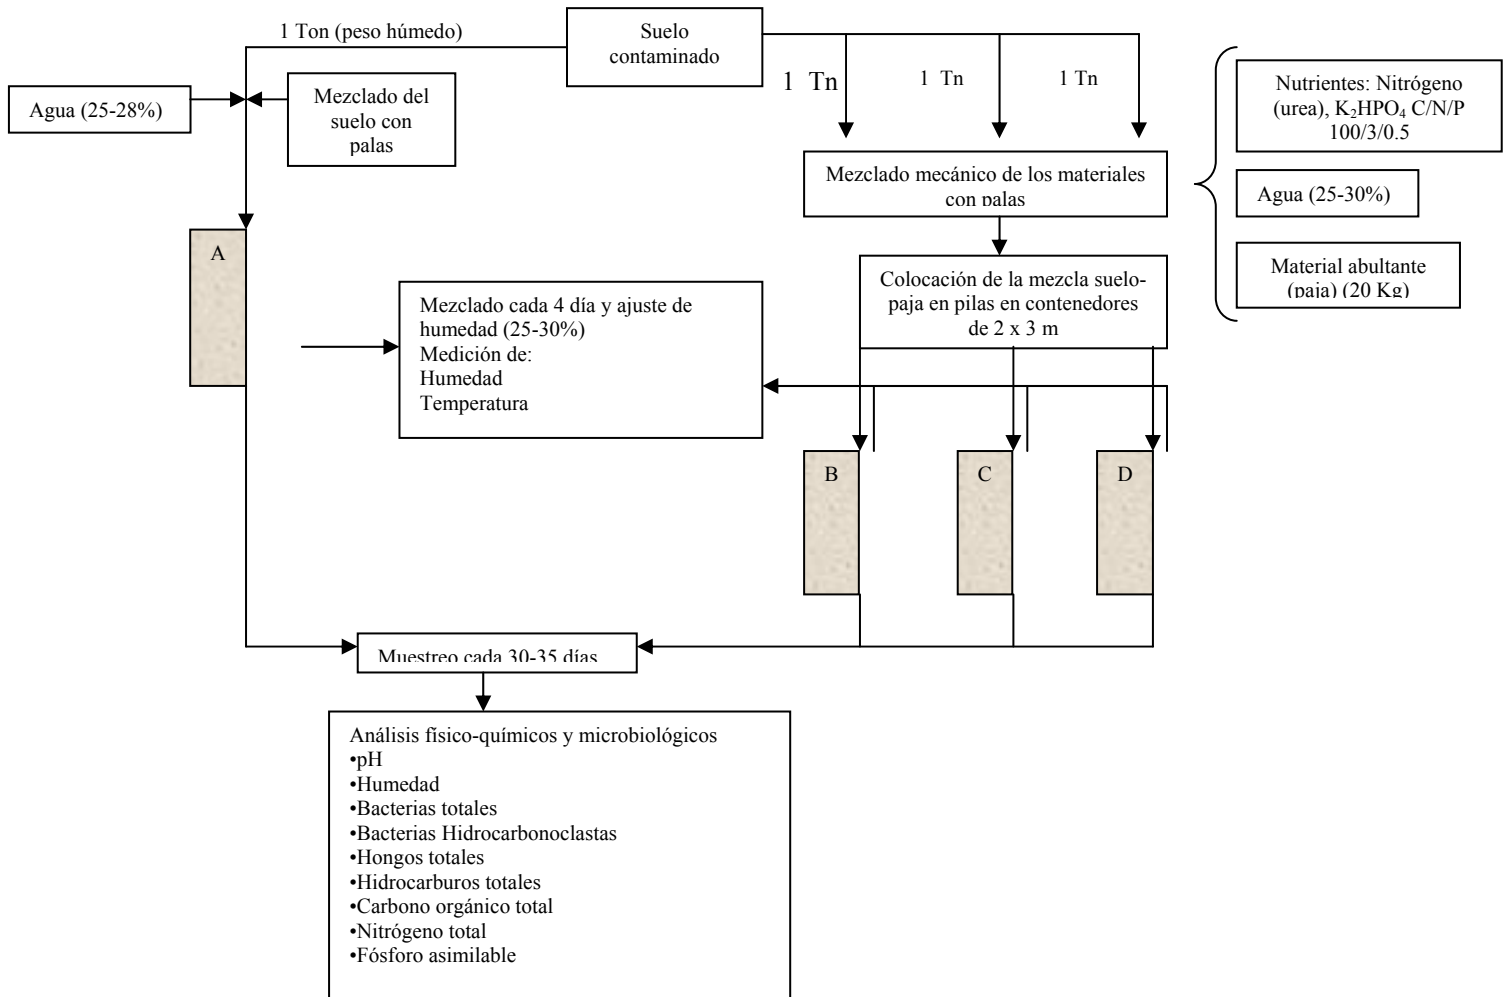 1 Ton (peso húmedo)
Suelo
contaminado
1 Tn
1 Tn
1 Tn
Agua (25-28%)
Mezclado del
suelo con
palas
Nutrientes: Nitrógeno
(urea), K₂HPO₄ C/N/P
100/3/0.5
Mezclado mecánico de los materiales
con palas
Agua (25-30%)
A
Colocación de la mezcla suelo-
paja en pilas en contenedores
de 2 x 3 m
Material abultante
(paja) (20 Kg)
Mezclado cada 4 día y ajuste de
humedad (25-30%)
Medición de:
Humedad
Temperatura
B
C
D
Muestreo cada 30-35 días
Análisis físico-químicos y microbiológicos
•pH
•Humedad
•Bacterias totales
•Bacterias Hidrocarbonoclastas
•Hongos totales
•Hidrocarburos totales
•Carbono orgánico total
•Nitrógeno total
•Fósforo asimilable